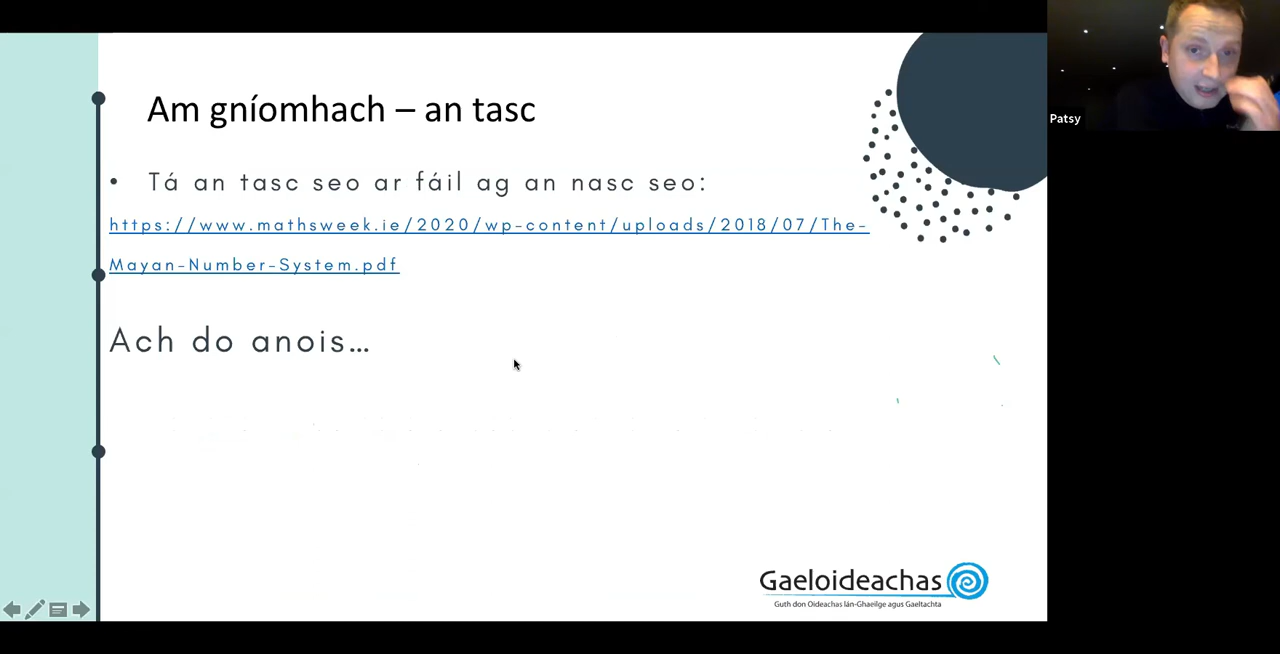 Am gníomhach – an tasc
• Tá an tasc seo ar fáil ag an nasc seo:
https://www.mathsweek.ie/2020/wp-content/uploads/2018/07/The-
Mayan-Number-System.pdf
Ach do anois…
Gaeloideachas
Guth don Oideachas lán-Ghaeilge agus Gaeltachta
Patsy